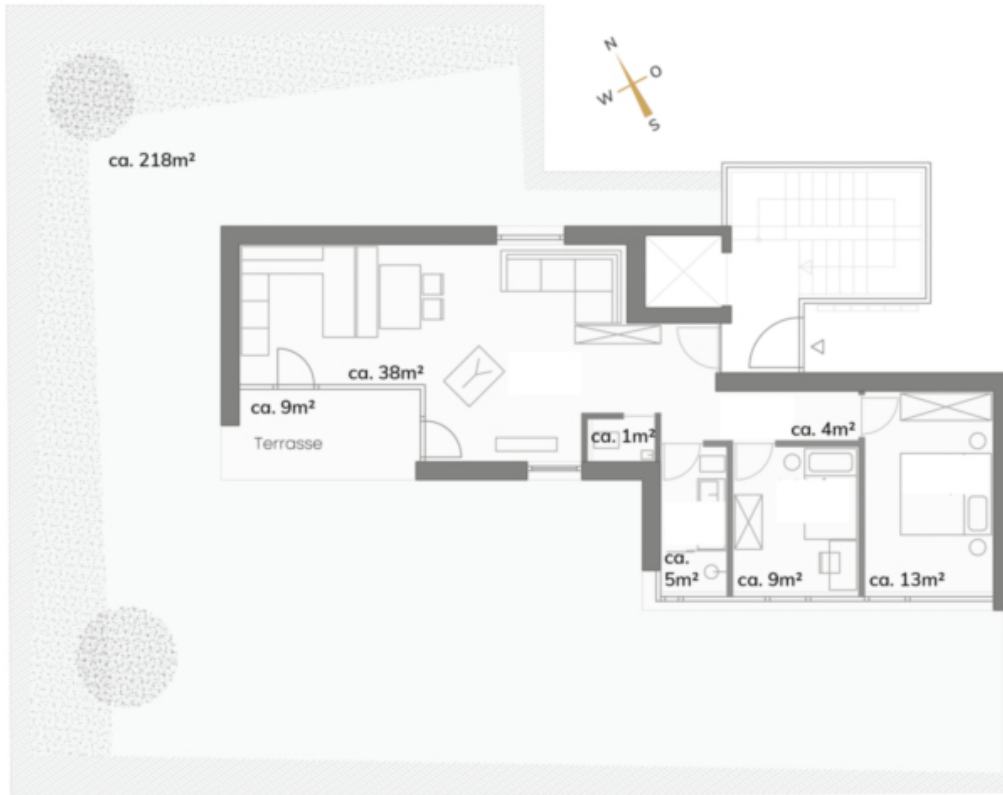 N
O
W
S
ca. 218m²
ca. 38m²
ca. 9m²
Terrasse
ca. 1m²
ca. 4m²
ca.
5m²
ca. 9m²
ca. 13m²